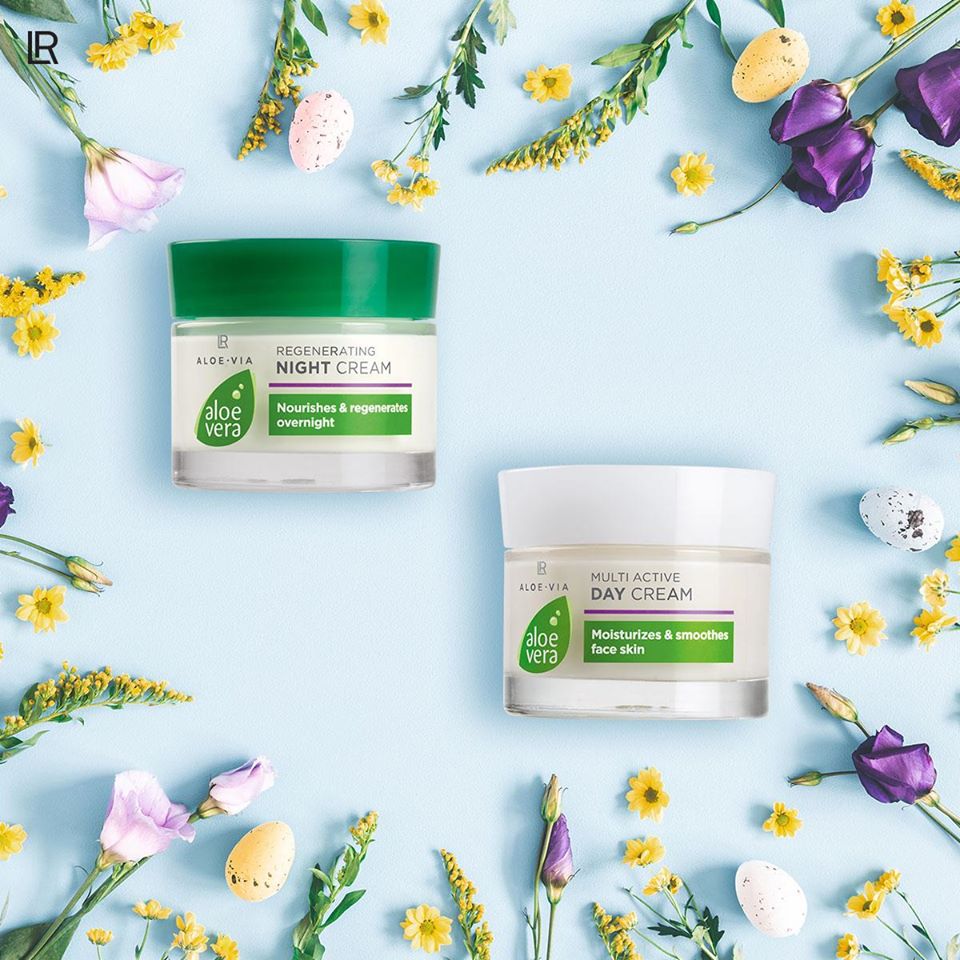 LR
LR
ALOE•VIA
REGENERATING
NIGHT CREAM
aloe
vera
Nourishes & regenerates
overnight
LR
ALOE•VIA
MULTI ACTIVE
DAY CREAM
aloe
vera
Moisturizes & smoothes
face skin